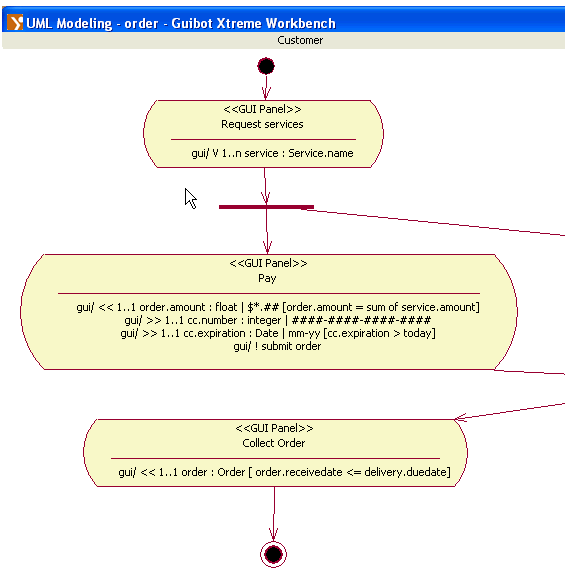 UML Modeling - order - Guibot Xtreme Workbench
Customer
<<GUI Panel>>
Request services
gui/ V 1..n service : Service.name
<<GUI Panel>>
Pay
gui/ << 1..1 order.amount : float | $*.## [order.amount = sum of service.amount]
gui/ >> 1..1 cc.number : integer | ####-####-####-####
gui/ >> 1..1 cc.expiration : Date | mm-yy [cc.expiration > today]
gui/ ! submit order
<<GUI Panel>>
Collect Order
gui/ << 1..1 order : Order [ order.receivedate <= delivery.duedate]